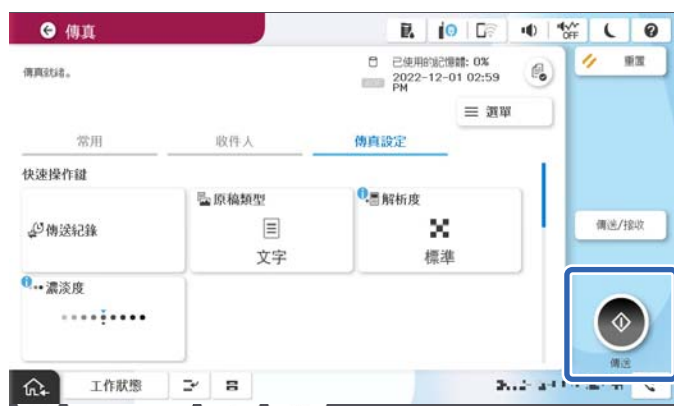 傳真
OFF
傳真就緒。
已使用的記憶體: 0%
2022-12-01 02:59
PM
重置
選單
常用
收件人
傳真設定
快速操作鍵
傳送紀錄
原稿類型
文字
解析度
標準
傳送/接收
濃淡度
傳送
工作狀態